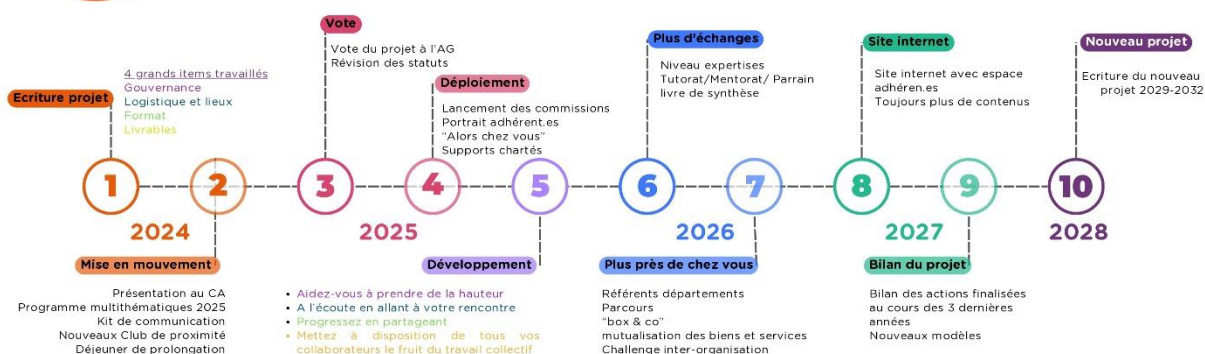 Ecriture projet
4 grands items travaillés
Gouvernance
Logistique et lieux
Format
Livrables
Vote
Vote du projet à l'AG
Révision des statuts
Déploiement
Lancement des commissions
Portrait adhérent.es
"Alors chez vous"
Supports chartés
Plus d'échanges
Niveau expertises
Tutorat/Mentorat/ Parrain
livre de synthèse
Site internet
Site internet avec espace
adhéren.es
Toujours plus de contenus
Nouveau projet
Ecriture du nouveau
projet 2029-2032
1 2 3 4 5 6 7 8 9 10
2024 2025 2026 2027 2028
Mise en mouvement
Présentation au CA
Programme multithématiques 2025
Kit de communication
Nouveaux Club de proximité
Déjeuner de prolongation
Développement
• Aidez-vous à prendre de la hauteur
• A l'écoute en allant à votre rencontre
• Progressez en partageant
• Mettez à disposition de tous vos
collaborateurs le fruit du travail collectif
Plus près de chez vous
Référents départements
Parcours
"box & co"
mutualisation des biens et services
Challenge inter-organisation
Bilan du projet
Bilan des actions finalisées
au cours des 3 dernières
années
Nouveaux modèles